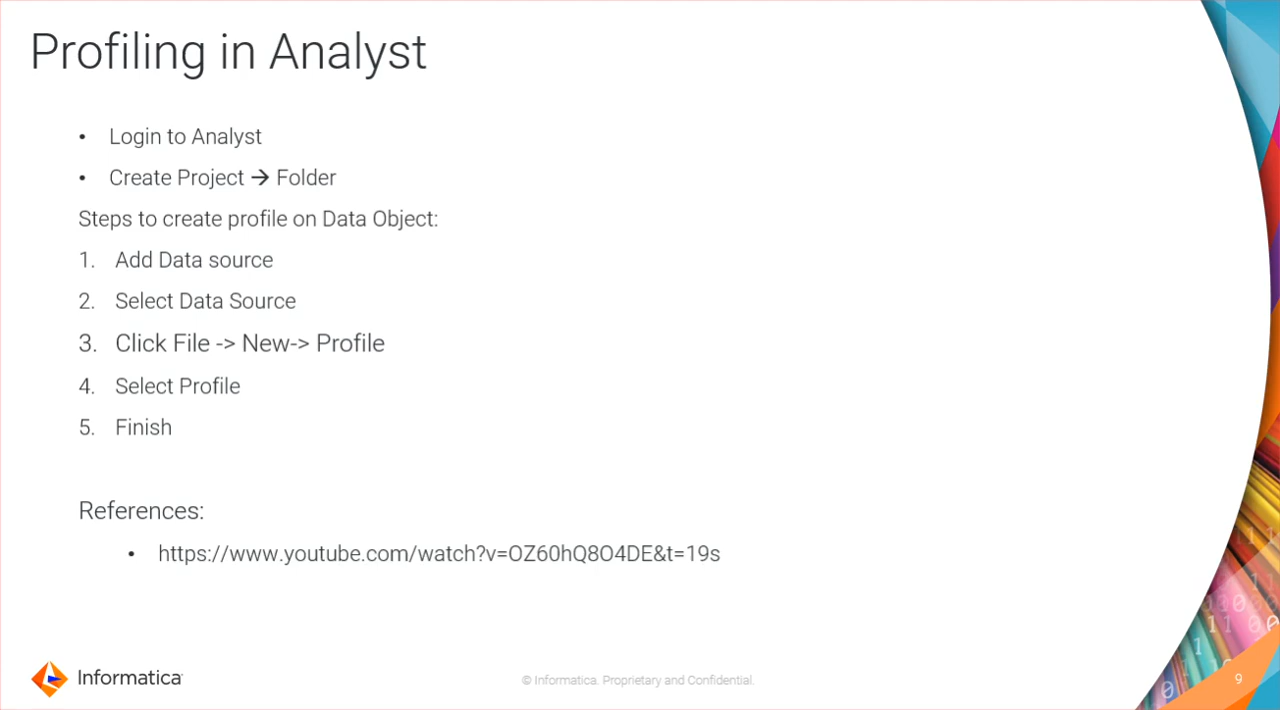 Profiling in Analyst
• Login to Analyst
• Create Project → Folder
Steps to create profile on Data Object:
1. Add Data source
2. Select Data Source
3. Click File -> New-> Profile
4. Select Profile
5. Finish
References:
• https://www.youtube.com/watch?v=OZ60hQ8O4DE&t=19s
Informatica
© Informatica. Proprietary and Confidential.
9